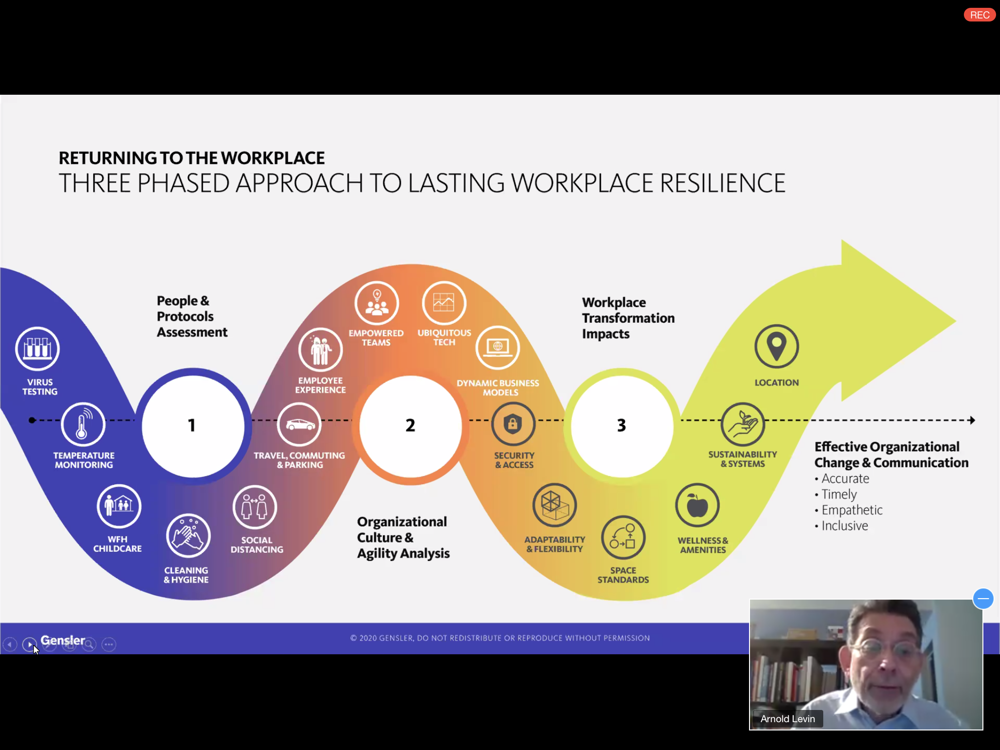 REC
RETURNING TO THE WORKPLACE
THREE PHASED APPROACH TO LASTING WORKPLACE RESILIENCE
People &
Protocols
Assessment
Workplace
Transformation
Impacts
VIRUS
TESTING
TEMPERATURE
MONITORING
WFH
CHILDCARE
CLEANING
& HYGIENE
SOCIAL
DISTANCING
TRAVEL, COMMUTING
& PARKING
EMPLOYEE
EXPERIENCE
EMPOWERED
TEAMS
UBIQUITOUS
TECH
DYNAMIC BUSINESS
MODELS
SECURITY
& ACCESS
ADAPTABILITY
& FLEXIBILITY
SPACE
STANDARDS
WELLNESS &
AMENITIES
SUSTAINABILITY
& SYSTEMS
LOCATION
1
2
3
Organizational
Culture &
Agility Analysis
Effective Organizational
Change & Communication
• Accurate
• Timely
• Empathetic
• Inclusive
Gensler
© 2020 GENSLER, DO NOT REDISTRIBUTE OR REPRODUCE WITHOUT PERMISSION
Arnold Levin